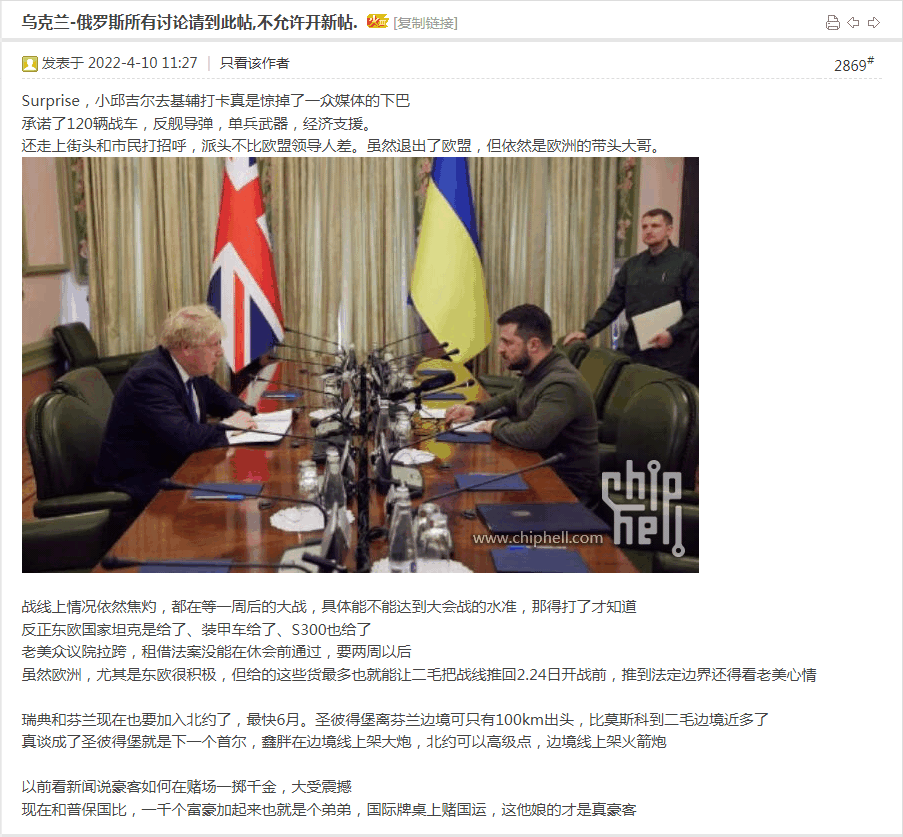 乌克兰-俄罗斯所有讨论请到此帖,不允许开新帖. 火热 [复制链接]
发表于 2022-4-10 11:27 | 只看该作者
2869#
Surprise，小邱吉尔去基辅打卡真是惊掉了一众媒体的下巴
承诺了120辆战车，反舰导弹，单兵武器，经济支援。
还走上街头和市民打招呼，派头不比欧盟领导人差。虽然退出了欧盟，但依然是欧洲的带头大哥。
chip
hell
www.chiphell.com
战线上情况依然焦灼，都在等一周后的大战，具体能不能达到大会战的水准，那得打了才知道
反正东欧国家坦克是给了、装甲车给了、S300也给了
老美众议院拉跨，租借法案没能在休会前通过，要两周以后
虽然欧洲，尤其是东欧很积极，但给的这些货最多也就能让二毛把战线推回2.24日开战前，推到法定边界还得看老美心情
瑞典和芬兰现在也要加入北约了，最快6月。圣彼得堡离芬兰边境可只有100km出头，比莫斯科到二毛边境近多了
真谈成了圣彼得堡就是下一个首尔，鑫胖在边境线上架大炮，北约可以高级点，边境线上架火箭炮
以前看新闻说豪客如何在赌场一掷千金，大受震撼
现在和普保国比，一千个富豪加起来也就是个弟弟，国际牌桌上赌国运，这他娘的才是真豪客